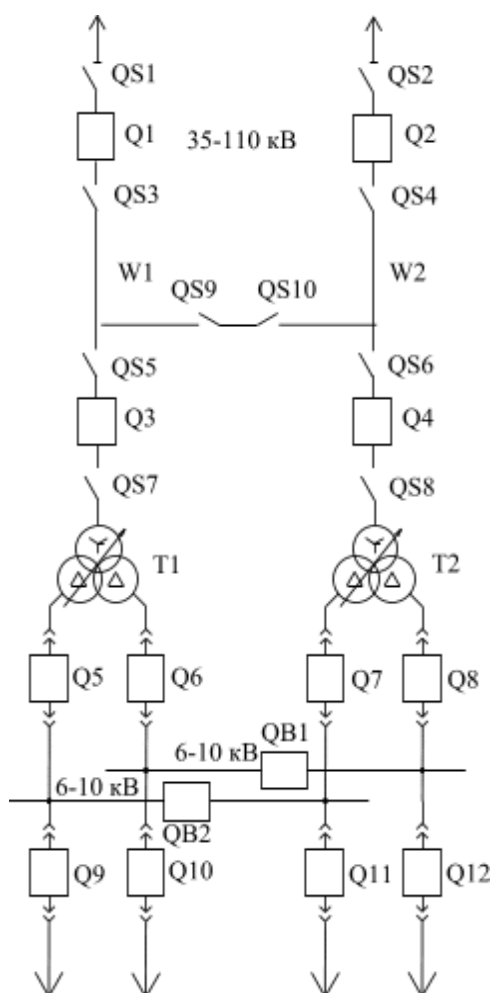 QS1
QS2
Q1
35-110 кВ
Q2
QS3
QS4
W1
W2
QS9
QS10
QS5
QS6
Q3
Q4
QS7
QS8
T1
T2
Q5
Q6
Q7
Q8
QB1
6-10 кВ
6-10 кВ
QB2
Q9
Q10
Q11
Q12